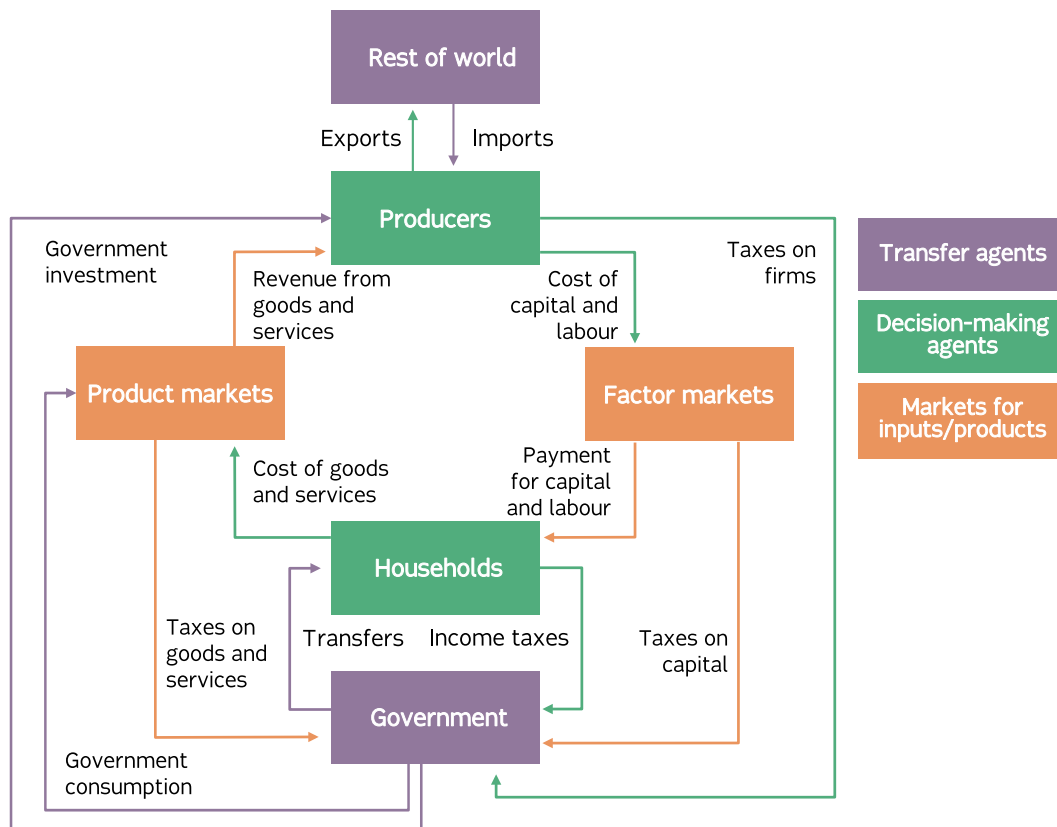 Rest of world
Exports
Imports
Producers
Government
investment
Revenue from
goods and
services
Cost of
capital and
labour
Taxes on
firms
Transfer agents
Decision-making
agents
Markets for
inputs/products
Product markets
Factor markets
Cost of goods
and services
Payment
for capital
and labour
Households
Taxes on
goods and
services
Transfers
Income taxes
Taxes on
capital
Government
Government
consumption